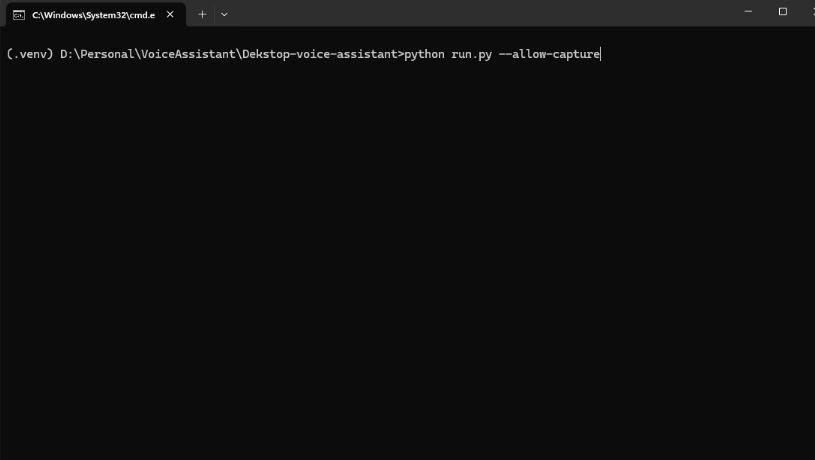 C:\Windows\System32\cmd.e
(.venv) D:\Personal\VoiceAssistant\Dekstop-voice-assistant>python run.py --allow-capture